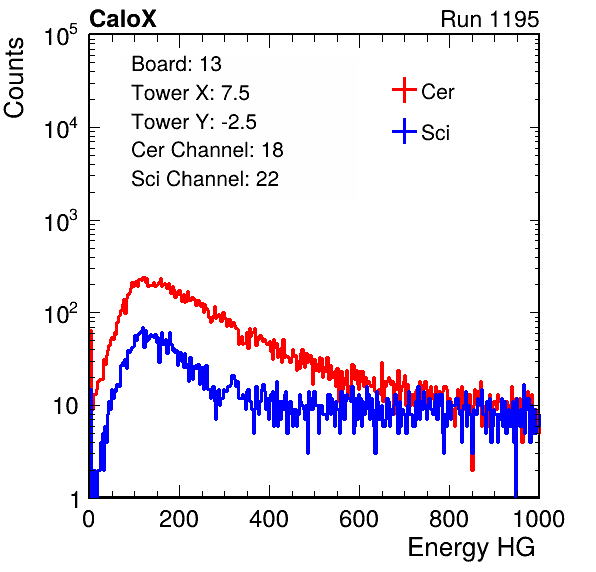 CaloX Run 1195
Counts
10^5
10^4
10^3
10^2
10
1
Board: 13
Tower X: 7.5
Tower Y: -2.5
Cer Channel: 18
Sci Channel: 22
Cer
Sci
0 200 400 600 800 1000
Energy HG